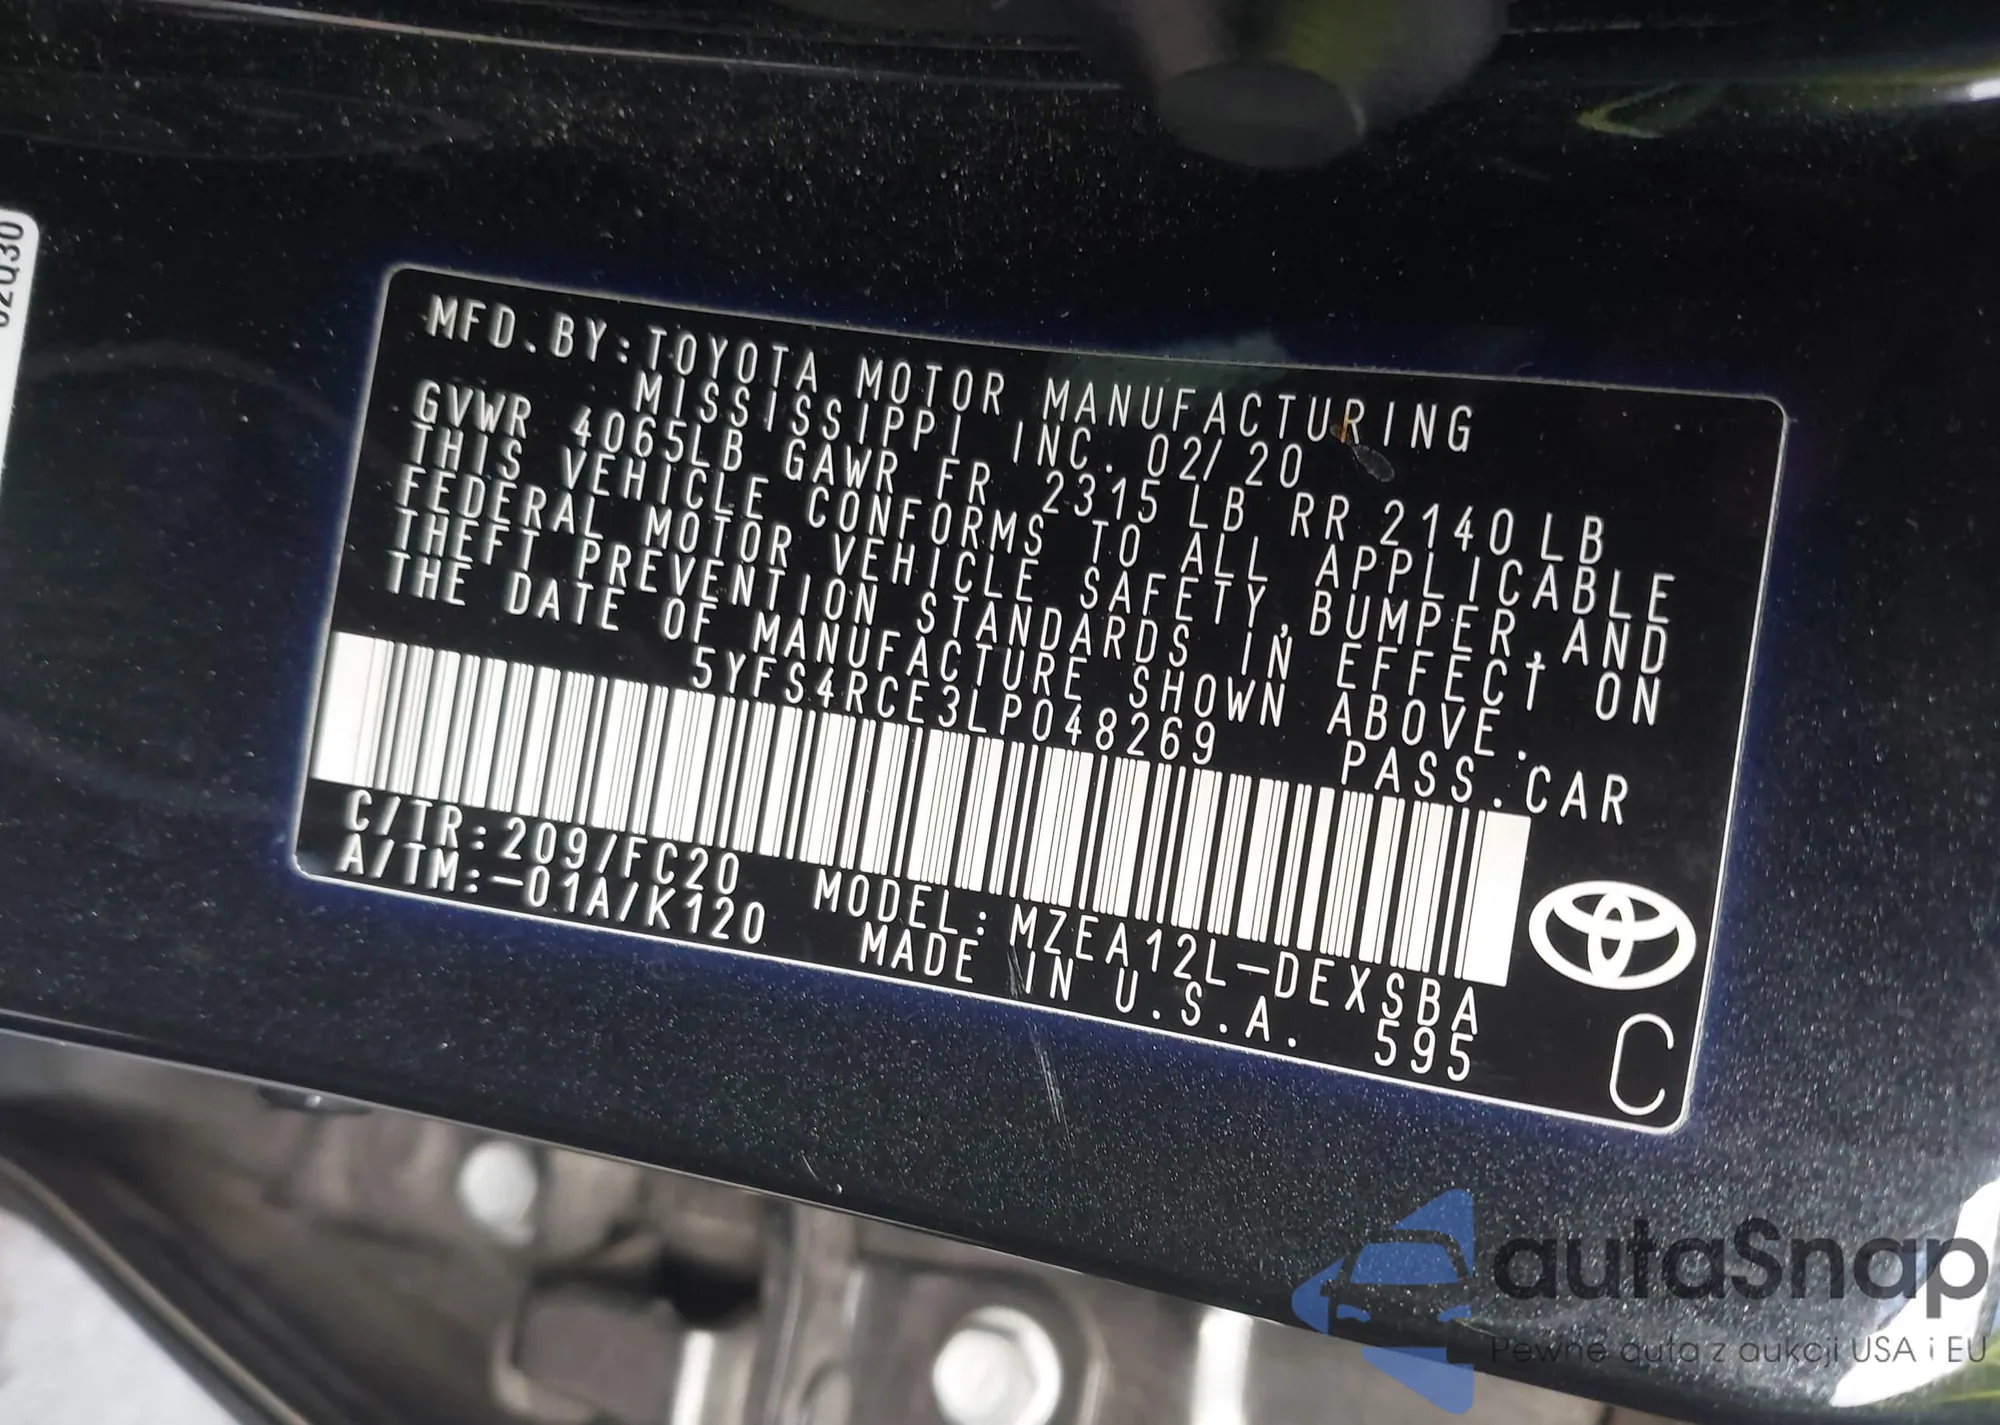 02Q30
MFD.BY:TOYOTA MOTOR MANUFACTURING
MISSISSIPPI INC. 02/20
GVWR 4065LB GAWR FR 2315 LB RR 2140 LB
THIS VEHICLE CONFORMS TO ALL APPLICABLE
FEDERAL MOTOR VEHICLE SAFETY,BUMPER,AND
THEFT PREVENTION STANDARDS IN EFFECT ON
THE DATE OF MANUFACTURE SHOWN ABOVE.
5YFS4RCE3LP048269 PASS.CAR
C/TR:209/FC20 MODEL:MZEA12L-DEXSBA
A/TM:-01A/K120 MADE IN U.S.A. 595
C
autaSnap
Pewne auta z aukcji USA i EU